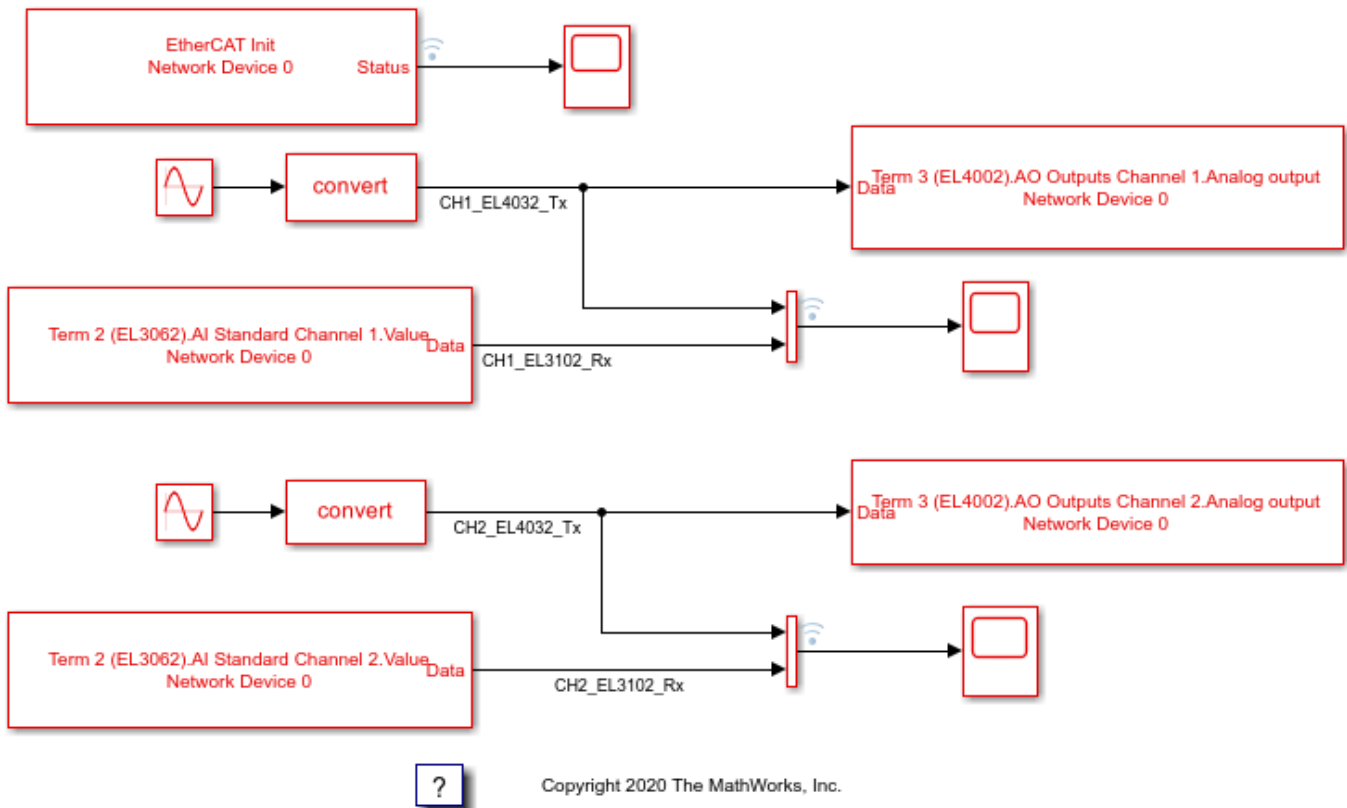 EtherCAT Init
Network Device 0
Status
convert
CH1_EL4032_Tx
Data
Term 3 (EL4002).AO Outputs Channel 1.Analog output
Network Device 0
Term 2 (EL3062).AI Standard Channel 1.Value
Network Device 0
Data
CH1_EL3102_Rx
convert
CH2_EL4032_Tx
Data
Term 3 (EL4002).AO Outputs Channel 2.Analog output
Network Device 0
Term 2 (EL3062).AI Standard Channel 2.Value
Network Device 0
Data
CH2_EL3102_Rx
?
Copyright 2020 The MathWorks, Inc.